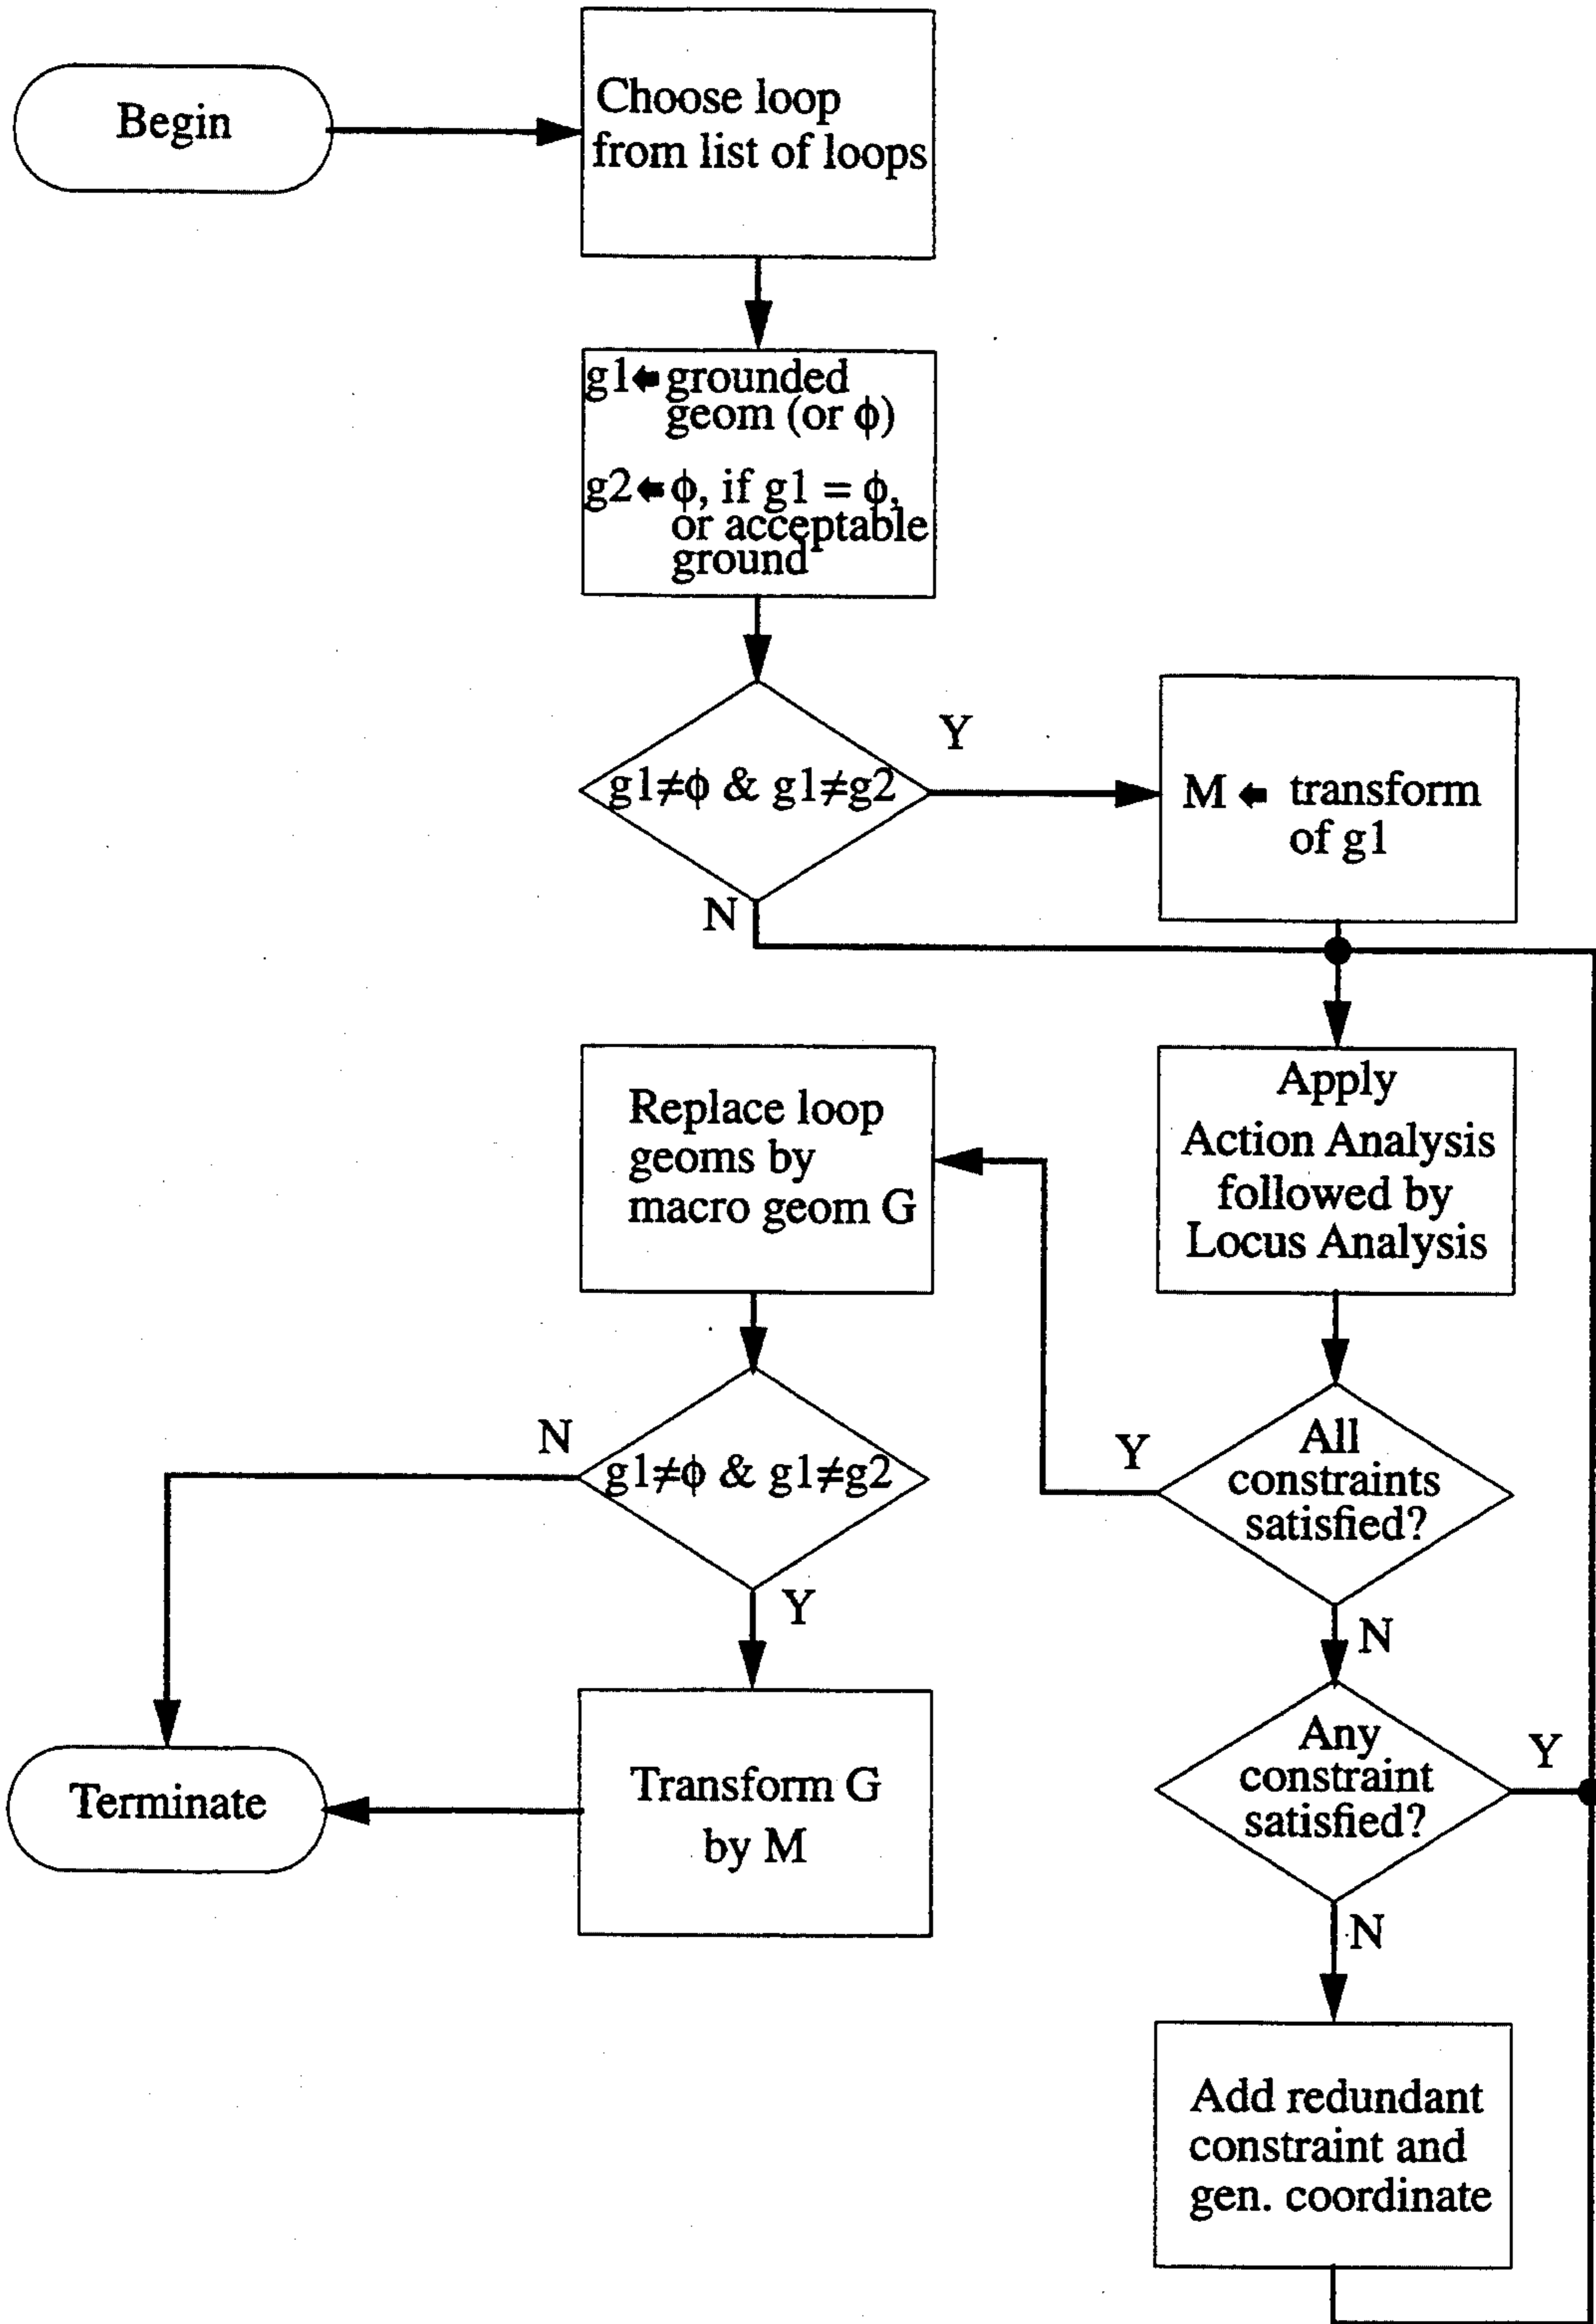 Begin
Choose loop
from list of loops
g1← grounded
geom (or ϕ)
g2← ϕ, if g1 = ϕ,
or acceptable
ground
g1≠ϕ & g1≠g2
Y
N
M ← transform
of g1
Apply
Action Analysis
followed by
Locus Analysis
Replace loop
geoms by
macro geom G
All
constraints
satisfied?
Y
N
g1≠ϕ & g1≠g2
N
Y
Any
constraint
satisfied?
Y
N
Transform G
by M
Terminate
Add redundant
constraint and
gen. coordinate